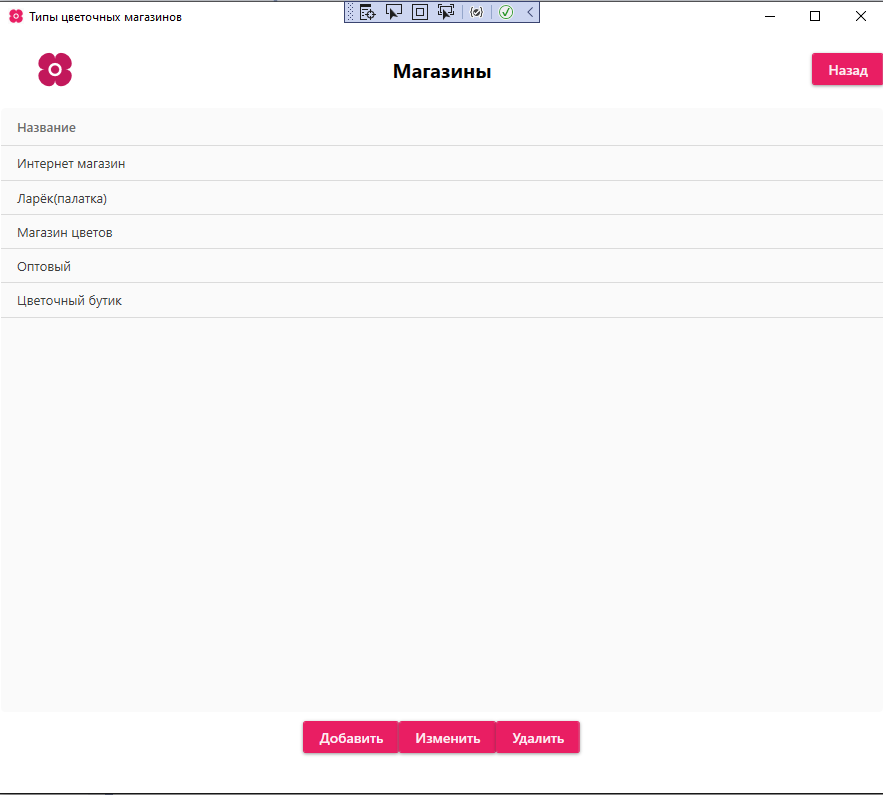 Типы цветочных магазинов
Магазины
Назад
Название
Интернет магазин
Ларёк(палатка)
Магазин цветов
Оптовый
Цветочный бутик
Добавить
Изменить
Удалить